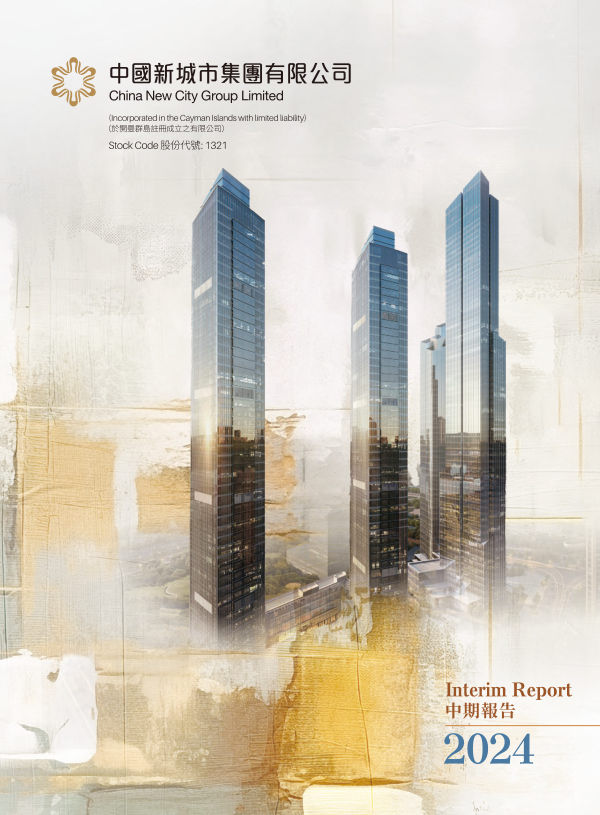 中國新城市集團有限公司
China New City Group Limited
(Incorporated in the Cayman Islands with limited liability)
(於開曼群島註冊成立之有限公司)
Stock Code 股份代號: 1321
Interim Report
中期報告
2024